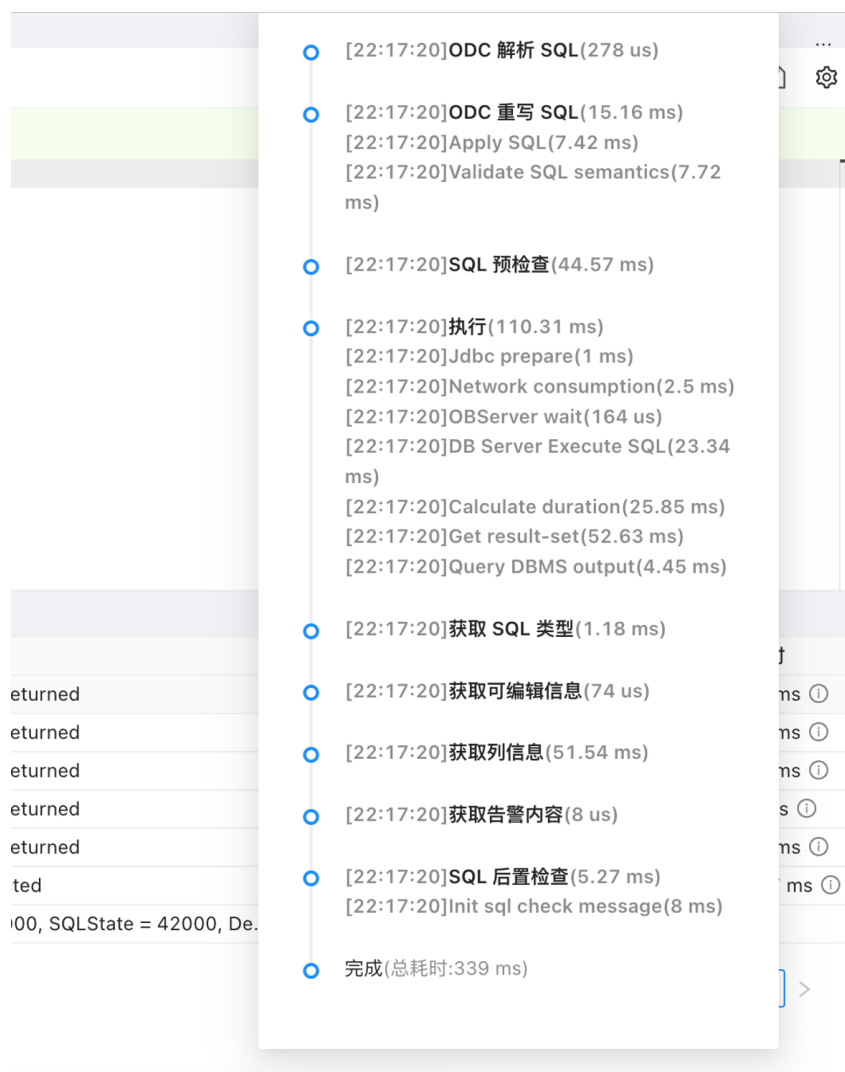 [22:17:20]ODC 解析 SQL(278 us)
...
[22:17:20]ODC 重写 SQL(15.16 ms)
[22:17:20]Apply SQL(7.42 ms)
[22:17:20]Validate SQL semantics(7.72
ms)
[22:17:20]SQL 预检查(44.57 ms)
[22:17:20]执行(110.31 ms)
[22:17:20]Jdbc prepare(1 ms)
[22:17:20]Network consumption(2.5 ms)
[22:17:20]OBServer wait(164 us)
[22:17:20]DB Server Execute SQL(23.34
ms)
[22:17:20]Calculate duration(25.85 ms)
[22:17:20]Get result-set(52.63 ms)
[22:17:20]Query DBMS output(4.45 ms)
[22:17:20]获取 SQL 类型(1.18 ms)
[22:17:20]获取可编辑信息(74 us)
[22:17:20]获取列信息(51.54 ms)
[22:17:20]获取告警内容(8 us)
[22:17:20]SQL 后置检查(5.27 ms)
[22:17:20]Init sql check message(8 ms)
完成(总耗时:339 ms)
eturned
ms
eturned
ms
eturned
ms
eturned
s
eturned
ms
ted
ms
00, SQLState = 42000, De...